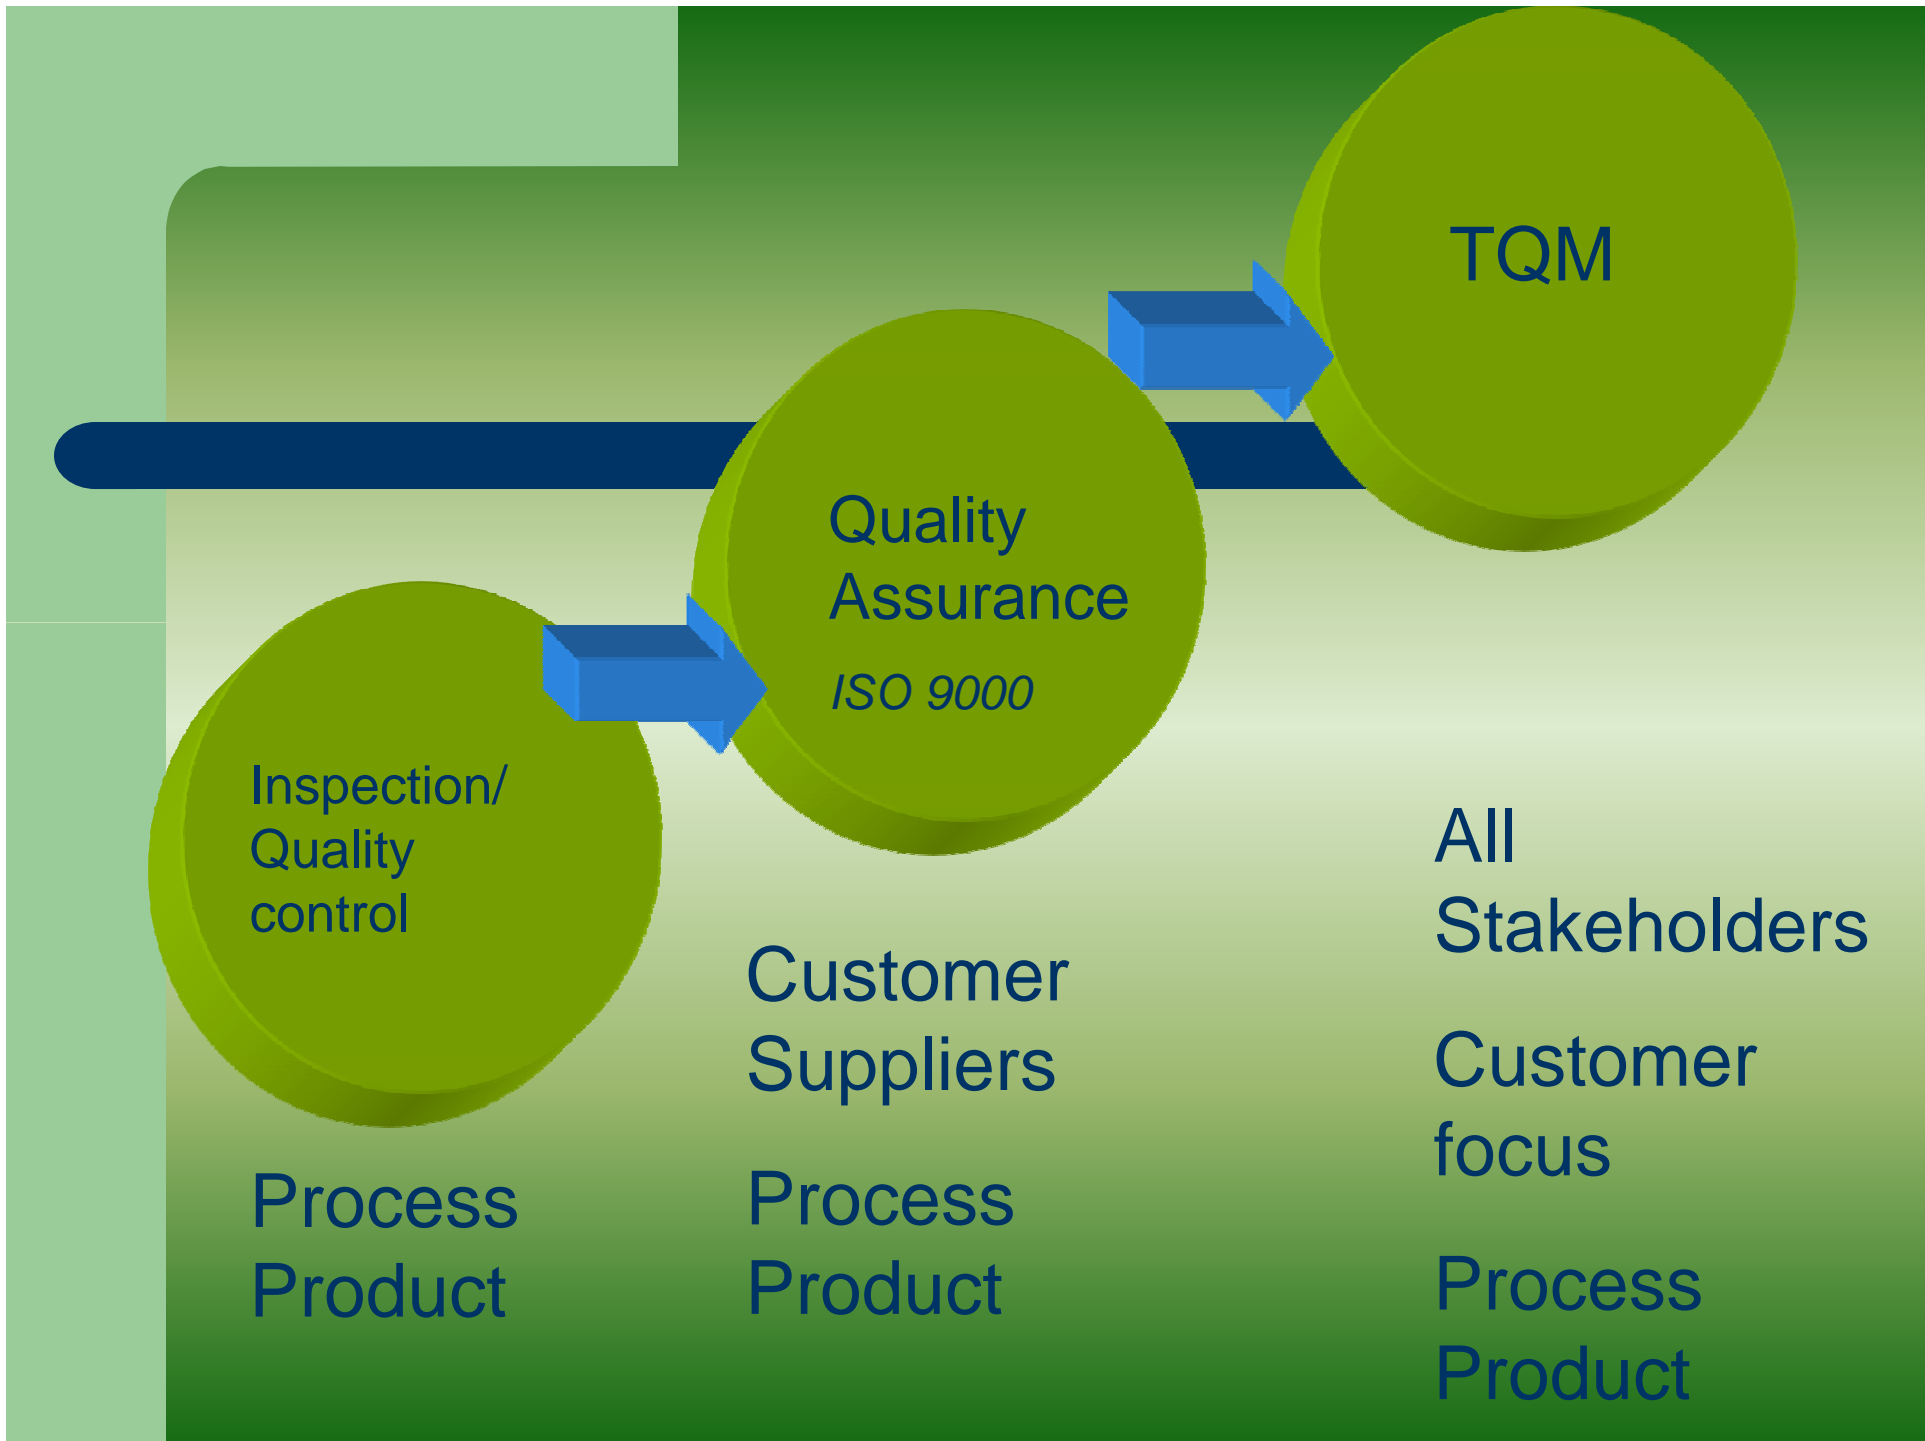 TQM
Quality
Assurance
ISO 9000
Inspection/
Quality
control
Process
Product
Customer
Suppliers
Process
Product
All
Stakeholders
Customer
focus
Process
Product